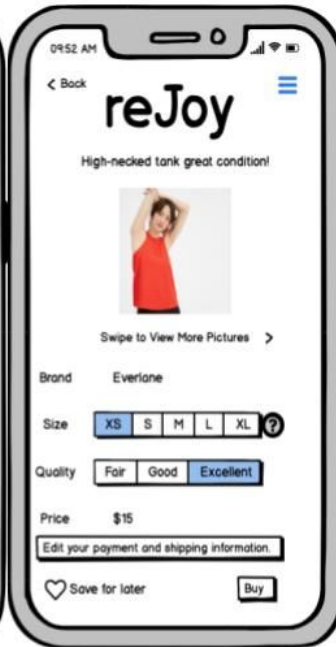 09:52 AM
< Back
reJoy
High-necked tank great condition!
Swipe to View More Pictures >
Brand Everlane
Size XS S M L XL ?
Quality Fair Good Excellent
Price $15
Edit your payment and shipping information.
Save for later Buy